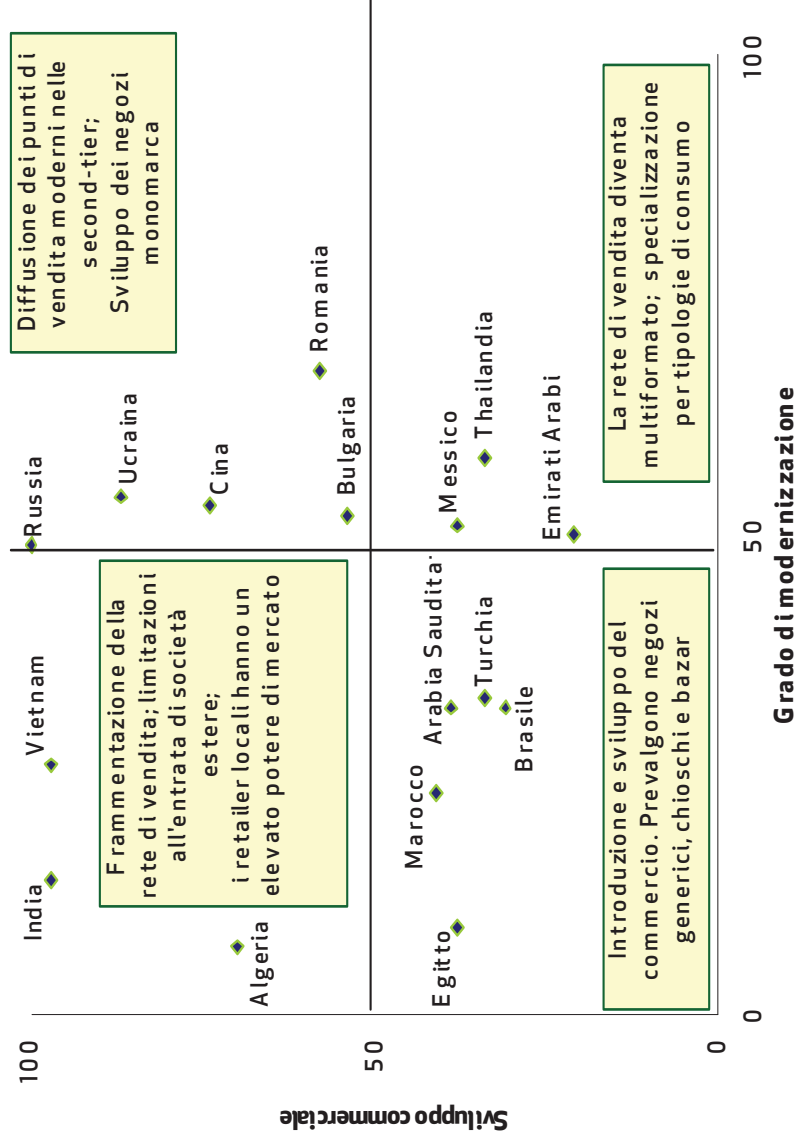 Sviluppo commerciale
100
50
0
India
Vietnam
Russia
Ucraina
Cina
Romania
Bulgaria
Algeria
Diffusione dei punti di
vendita moderni nelle
second-tier;
Sviluppo dei negozi
monomarca
Frammentazione della
rete di vendita; limitazioni
all'entrata di società
estere;
i retailer locali hanno un
elevato potere di mercato
Egitto
Marocco
Arabia Saudita
Turchia
Brasile
Messico
Thailandia
Emirati Arabi
Introduzione e sviluppo del
commercio. Prevalgono negozi
generici, chioschi e bazar
La rete di vendita diventa
multiformato; specializzazione
per tipologie di consumo
0
50
100
Grado di modernizzazione